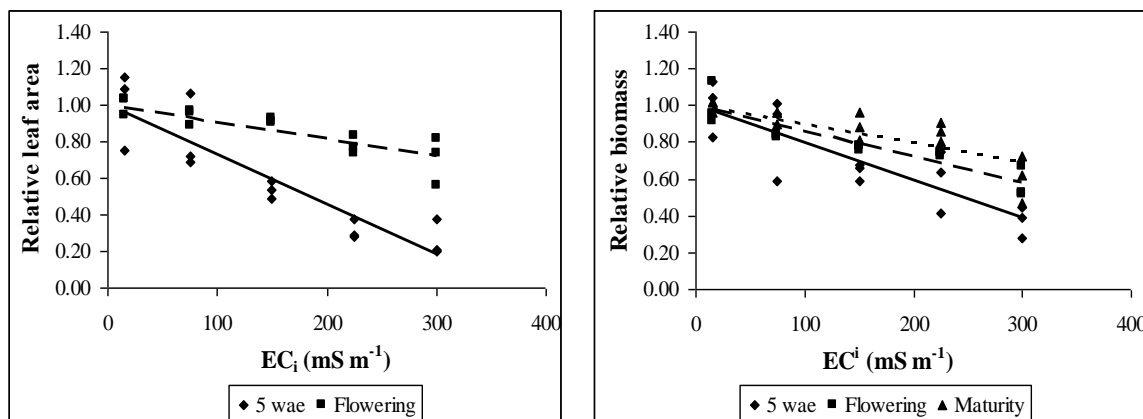 Relative leaf area
1.40
1.20
1.00
0.80
0.60
0.40
0.20
0.00
0 100 200 300 400
ECi (mS m-1)
5 wae Flowering
Relative biomass
1.40
1.20
1.00
0.80
0.60
0.40
0.20
0.00
0 100 200 300 400
ECi (mS m-1)
5 wae Flowering Maturity